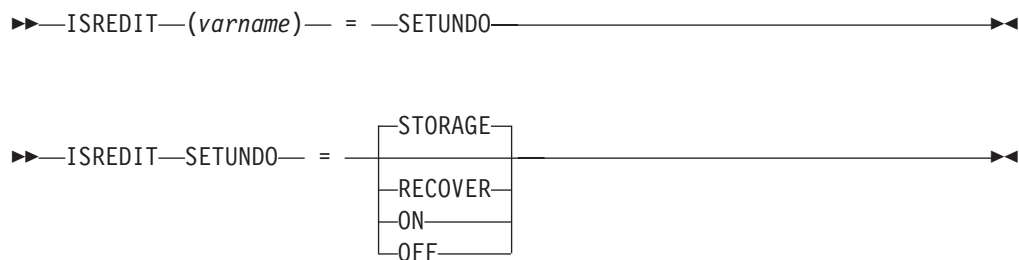 ISREDIT (varname) = SETUNDO
STORAGE
ISREDIT SETUNDO =
RECOVER
ON
OFF